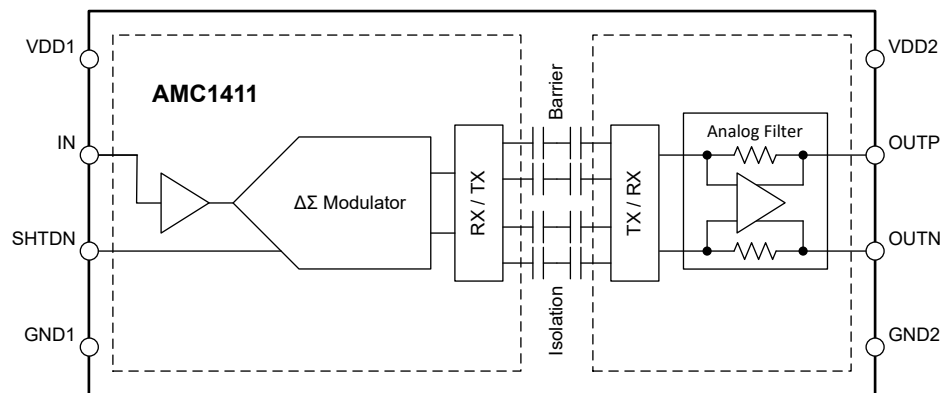 VDD1
VDD2
AMC1411
Barrier
IN
Analog Filter
OUTP
ΔΣ Modulator
RX / TX
TX / RX
SHTDN
OUTN
Isolation
GND1
GND2